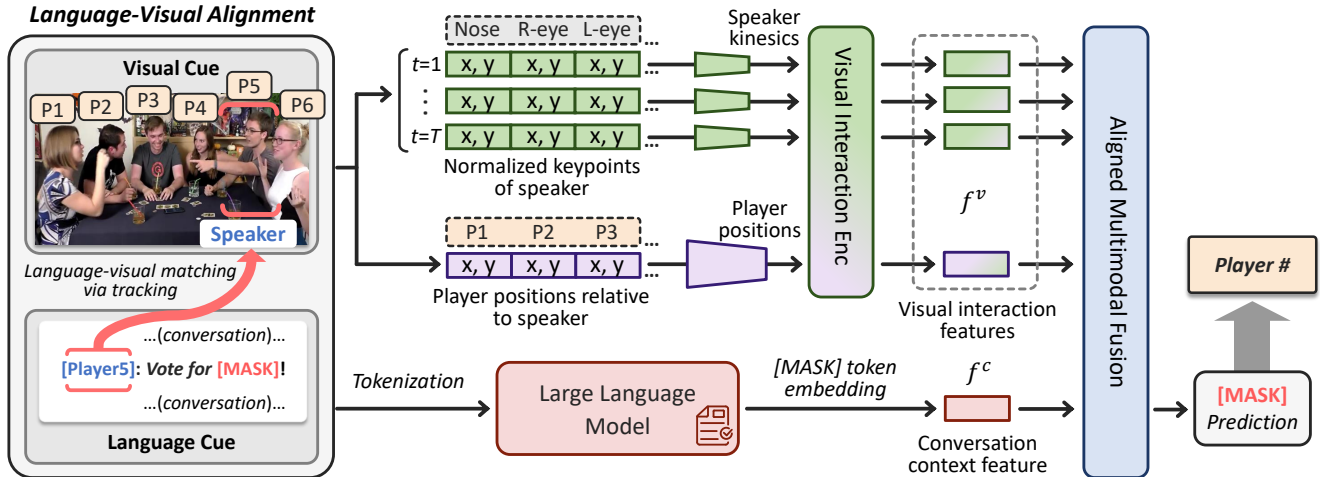 Language-Visual Alignment
Visual Cue
P1
P2
P3
P4
P5
P6
Speaker
Language-visual matching
via tracking
...(conversation)...
[Player5]: Vote for [MASK]!
...(conversation)...
Language Cue
Nose R-eye L-eye ...
t=1 x, y x, y x, y ...
⋮ x, y x, y x, y ...
t=T x, y x, y x, y ...
Normalized keypoints
of speaker
Speaker
kinesics
P1 P2 P3 ...
x, y x, y x, y ...
Player positions relative
to speaker
Player
positions
Visual Interaction Enc
f^v
Visual interaction
features
Tokenization
Large Language
Model
[MASK] token
embedding
f^c
Conversation
context feature
Aligned Multimodal Fusion
Player #
[MASK]
Prediction